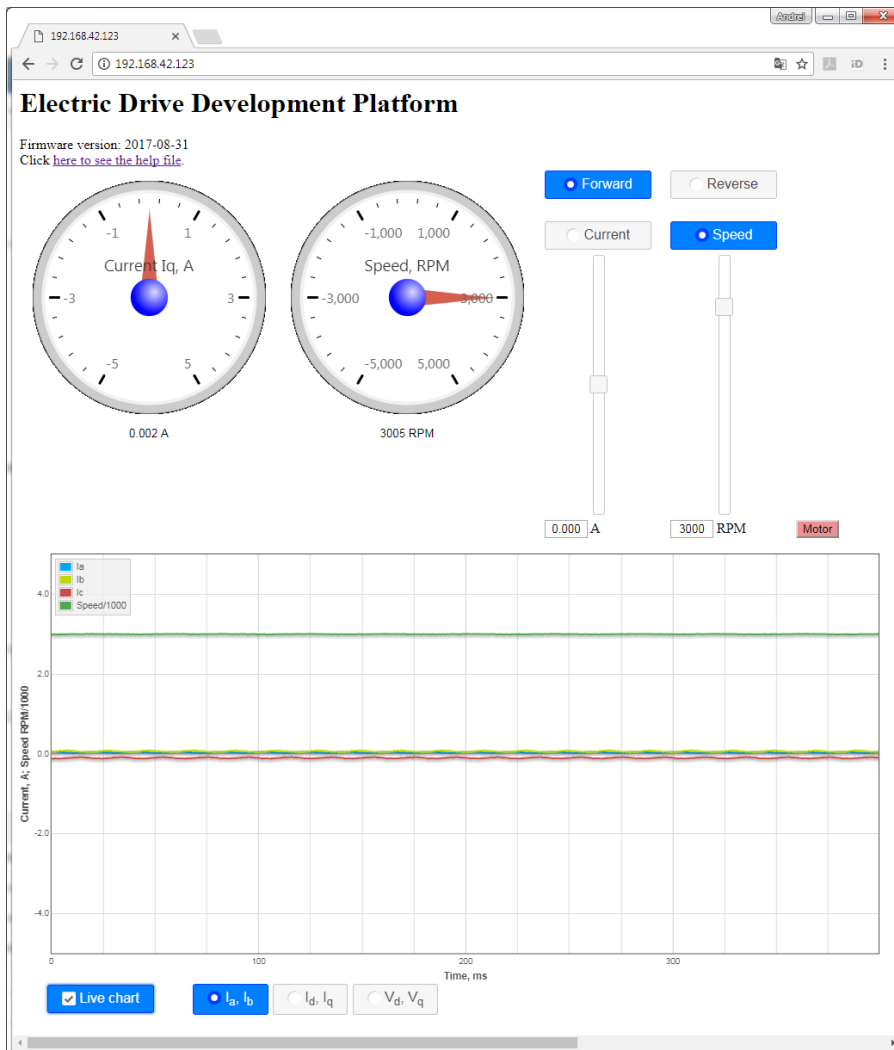 Andrei
192.168.42.123
192.168.42.123
iD
Electric Drive Development Platform
Firmware version: 2017-08-31
Click here to see the help file.
Forward
Reverse
Current
Speed
-1
1
Current Iq, A
-3
3
-5
5
0.002 A
-1,000
1,000
Speed, RPM
-3,000
3,000
-5,000
5,000
3005 RPM
0.000 A
3000 RPM
Motor
Ia
Ib
Ic
Speed/1000
4.0
2.0
0.0
-2.0
-4.0
Current, A; Speed RPM/1000
0
100
200
300
Time, ms
Live chart
Ia, Ib
Id, Iq
Vd, Vq